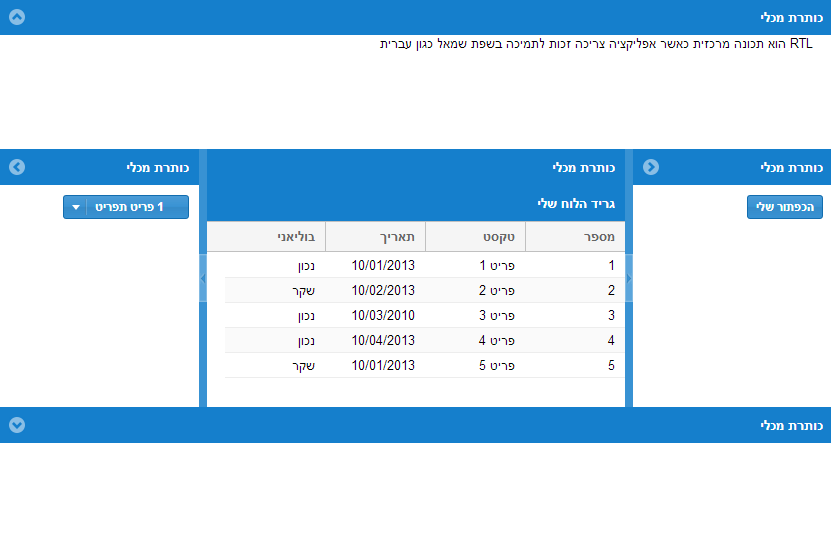 כותרת מכלי
RTL הוא תכונה מרכזית כאשר אפליקציה צריכה זכות לתמיכה בשפת שמאל כגון עברית
כותרת מכלי
הכפתור שלי
כותרת מכלי
גריד הלוח שלי
מספר טקסט תאריך בוליאני
1 פריט 1 10/01/2013 נכון
2 פריט 2 10/02/2013 שקר
3 פריט 3 10/03/2010 נכון
4 פריט 4 10/04/2013 נכון
5 פריט 5 10/01/2013 שקר
כותרת מכלי
1 פריט תפריט
כותרת מכלי